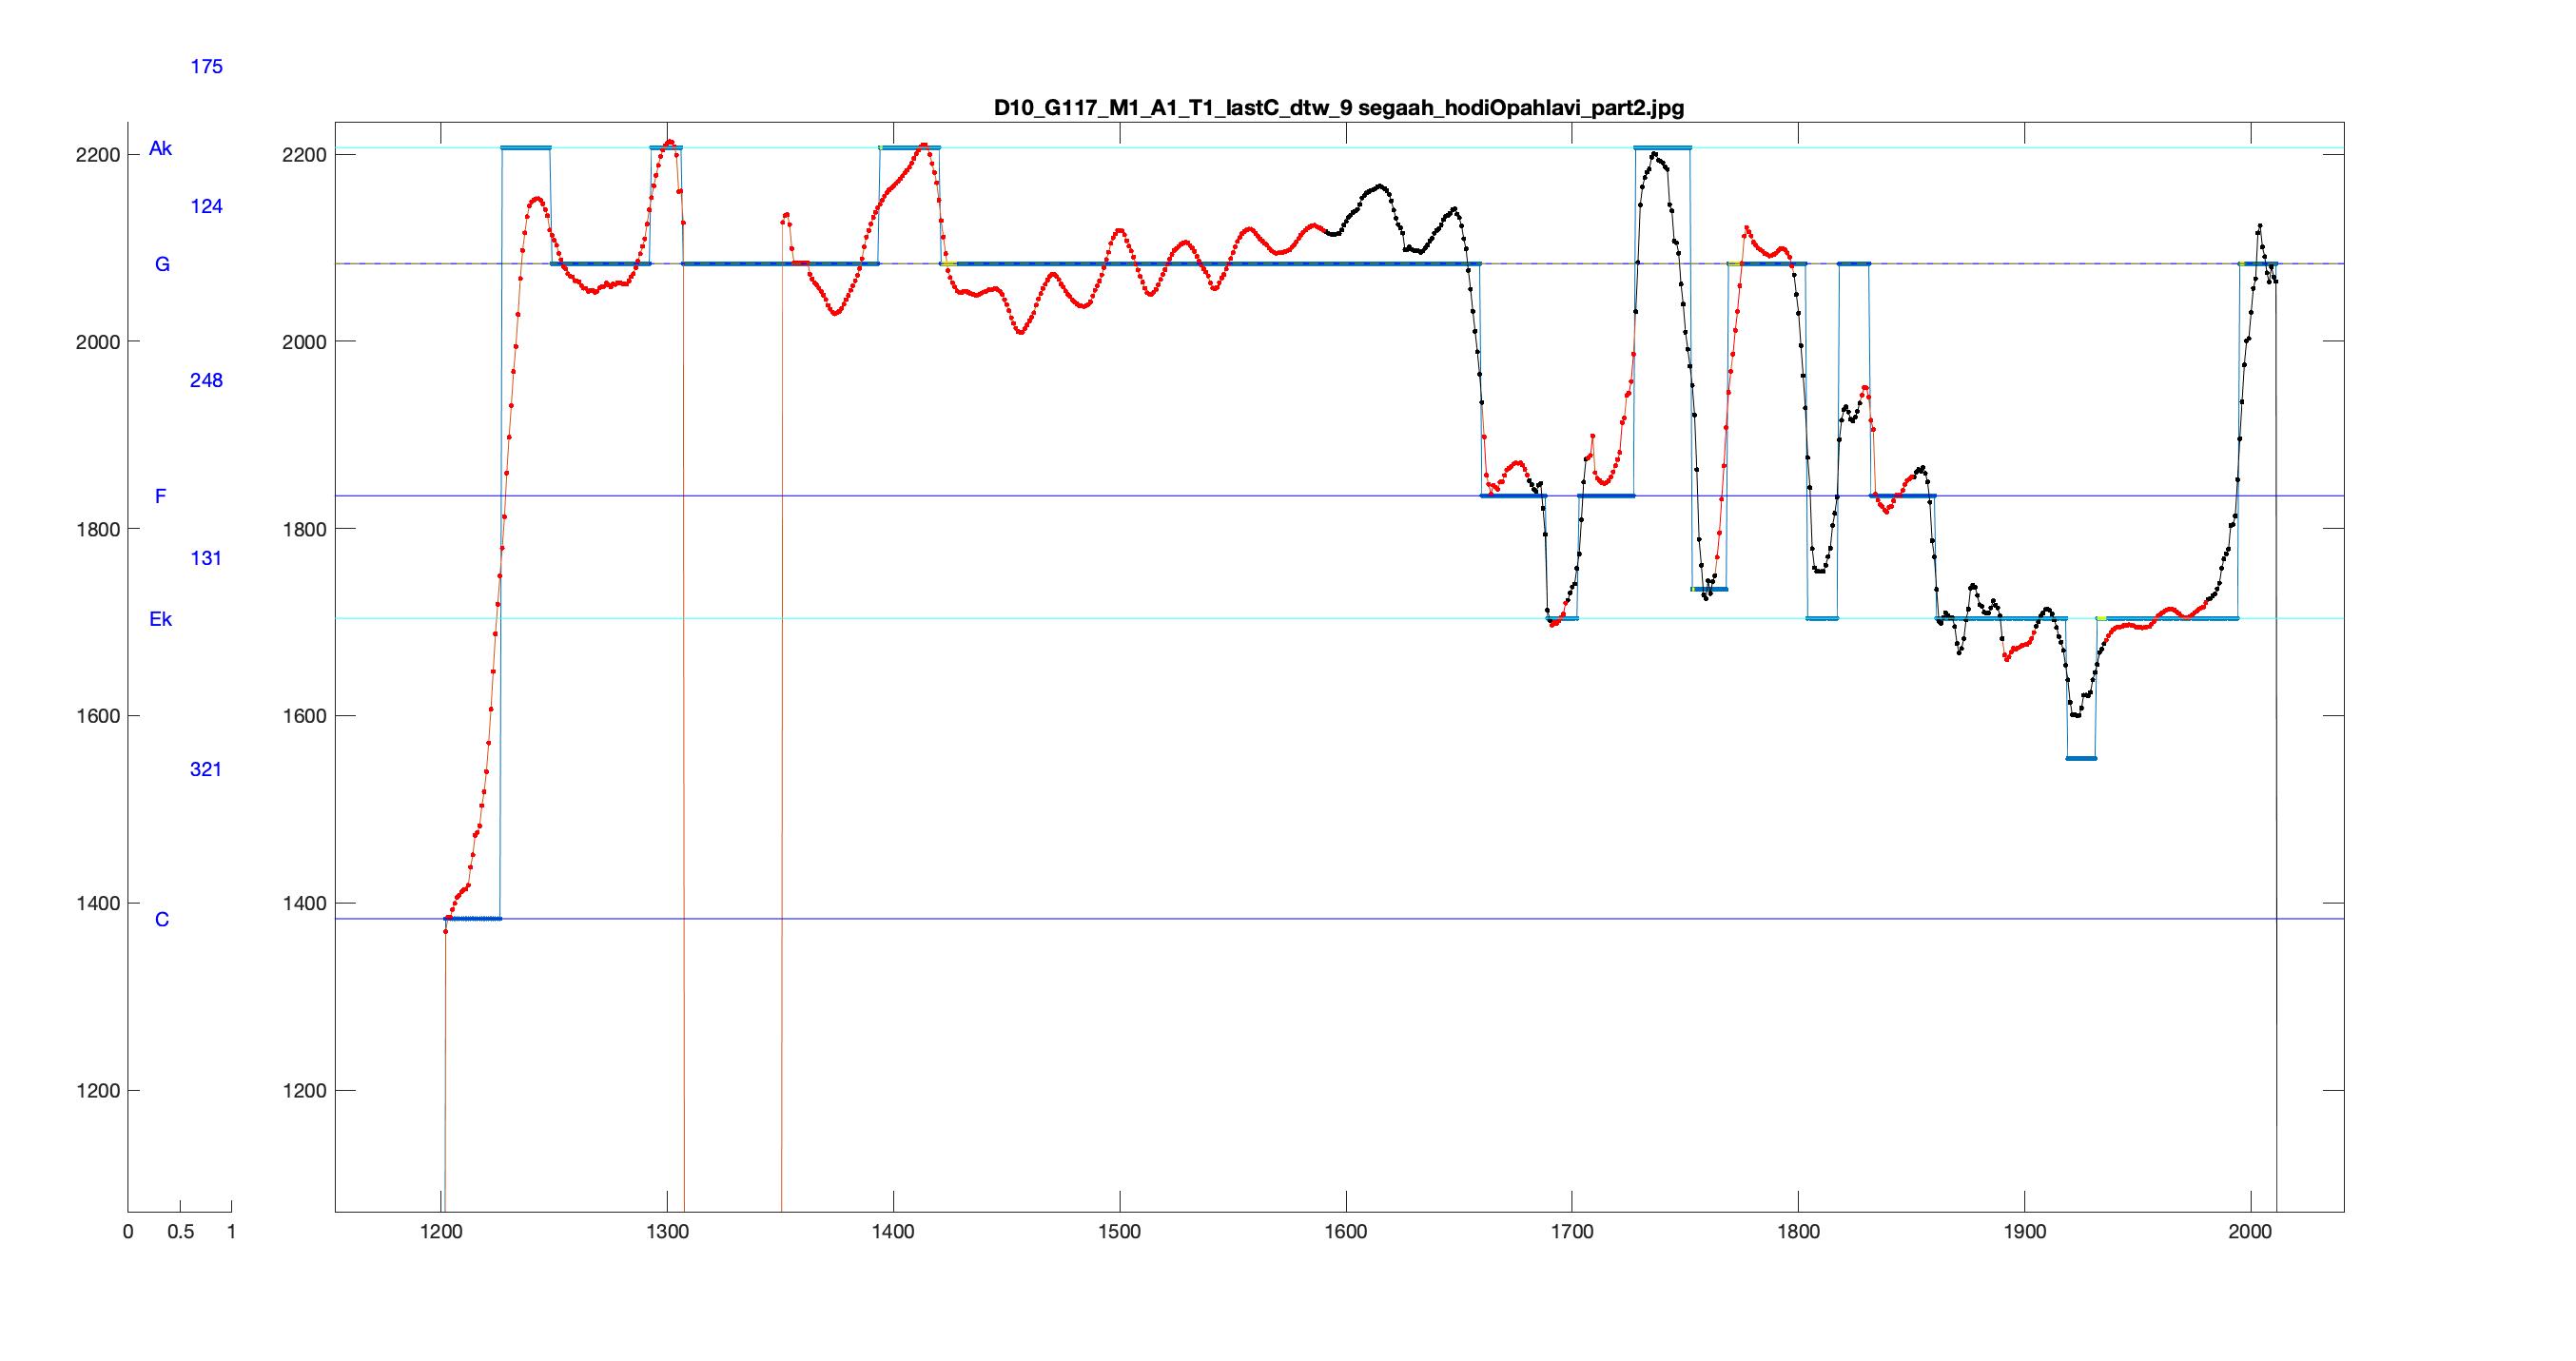 D10_G117_M1_A1_T1_lastC_dtw_9 segaah_hodiOpahlavi_part2.jpg
175
2200 Ak 2200
124
G
2000 2000
248
F
1800 1800
131
Ek
1600 1600
321
1400 1400
C
1200 1200
0 0.5 1 1200 1300 1400 1500 1600 1700 1800 1900 2000